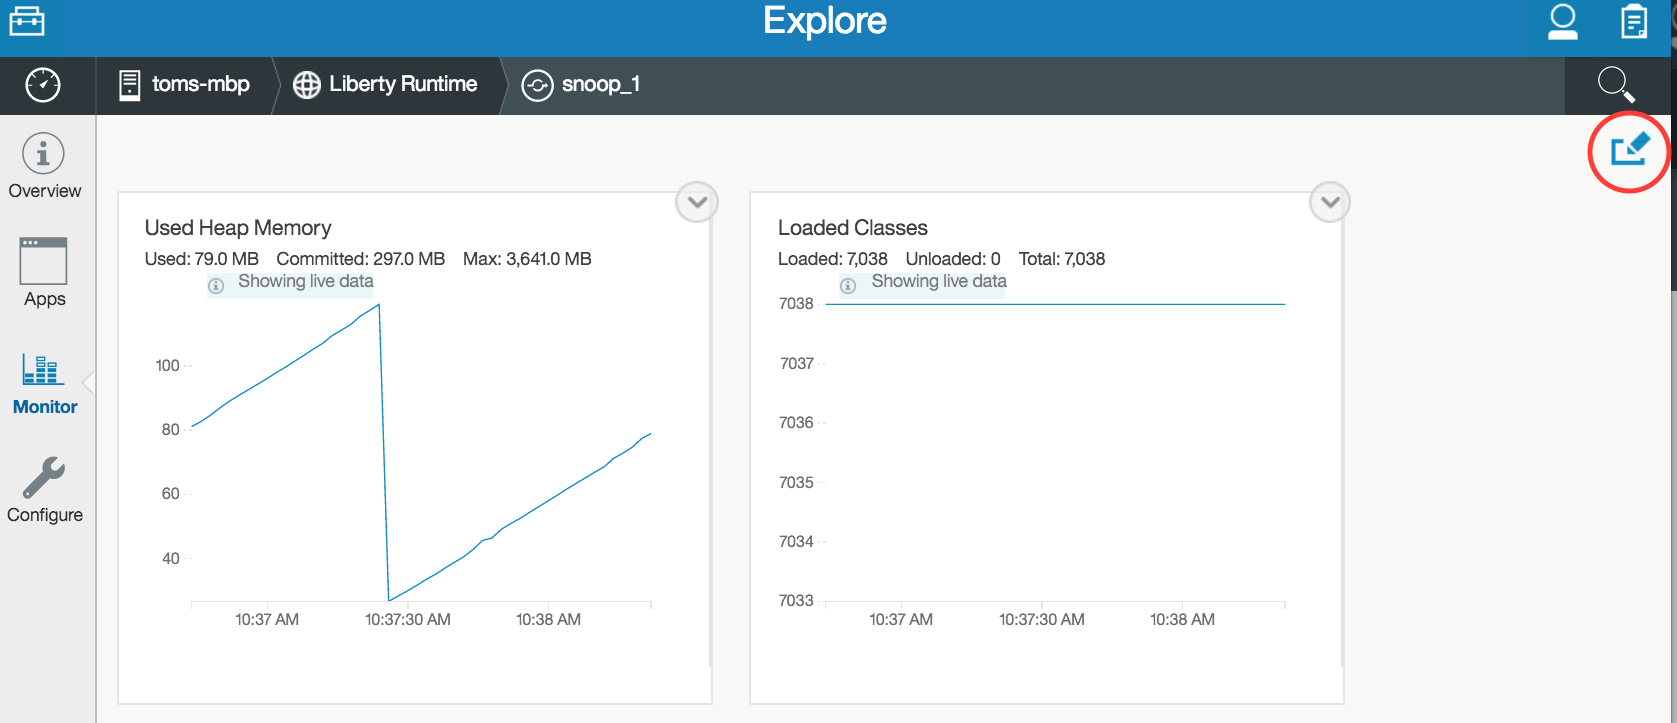 Explore
toms-mbp Liberty Runtime snoop_1
Overview
Apps
Monitor
Configure
Used Heap Memory
Used: 79.0 MB Committed: 297.0 MB Max: 3,641.0 MB
Showing live data
100
80
60
40
10:37 AM 10:37:30 AM 10:38 AM
Loaded Classes
Loaded: 7,038 Unloaded: 0 Total: 7,038
Showing live data
7038
7037
7036
7035
7034
7033
10:37 AM 10:37:30 AM 10:38 AM